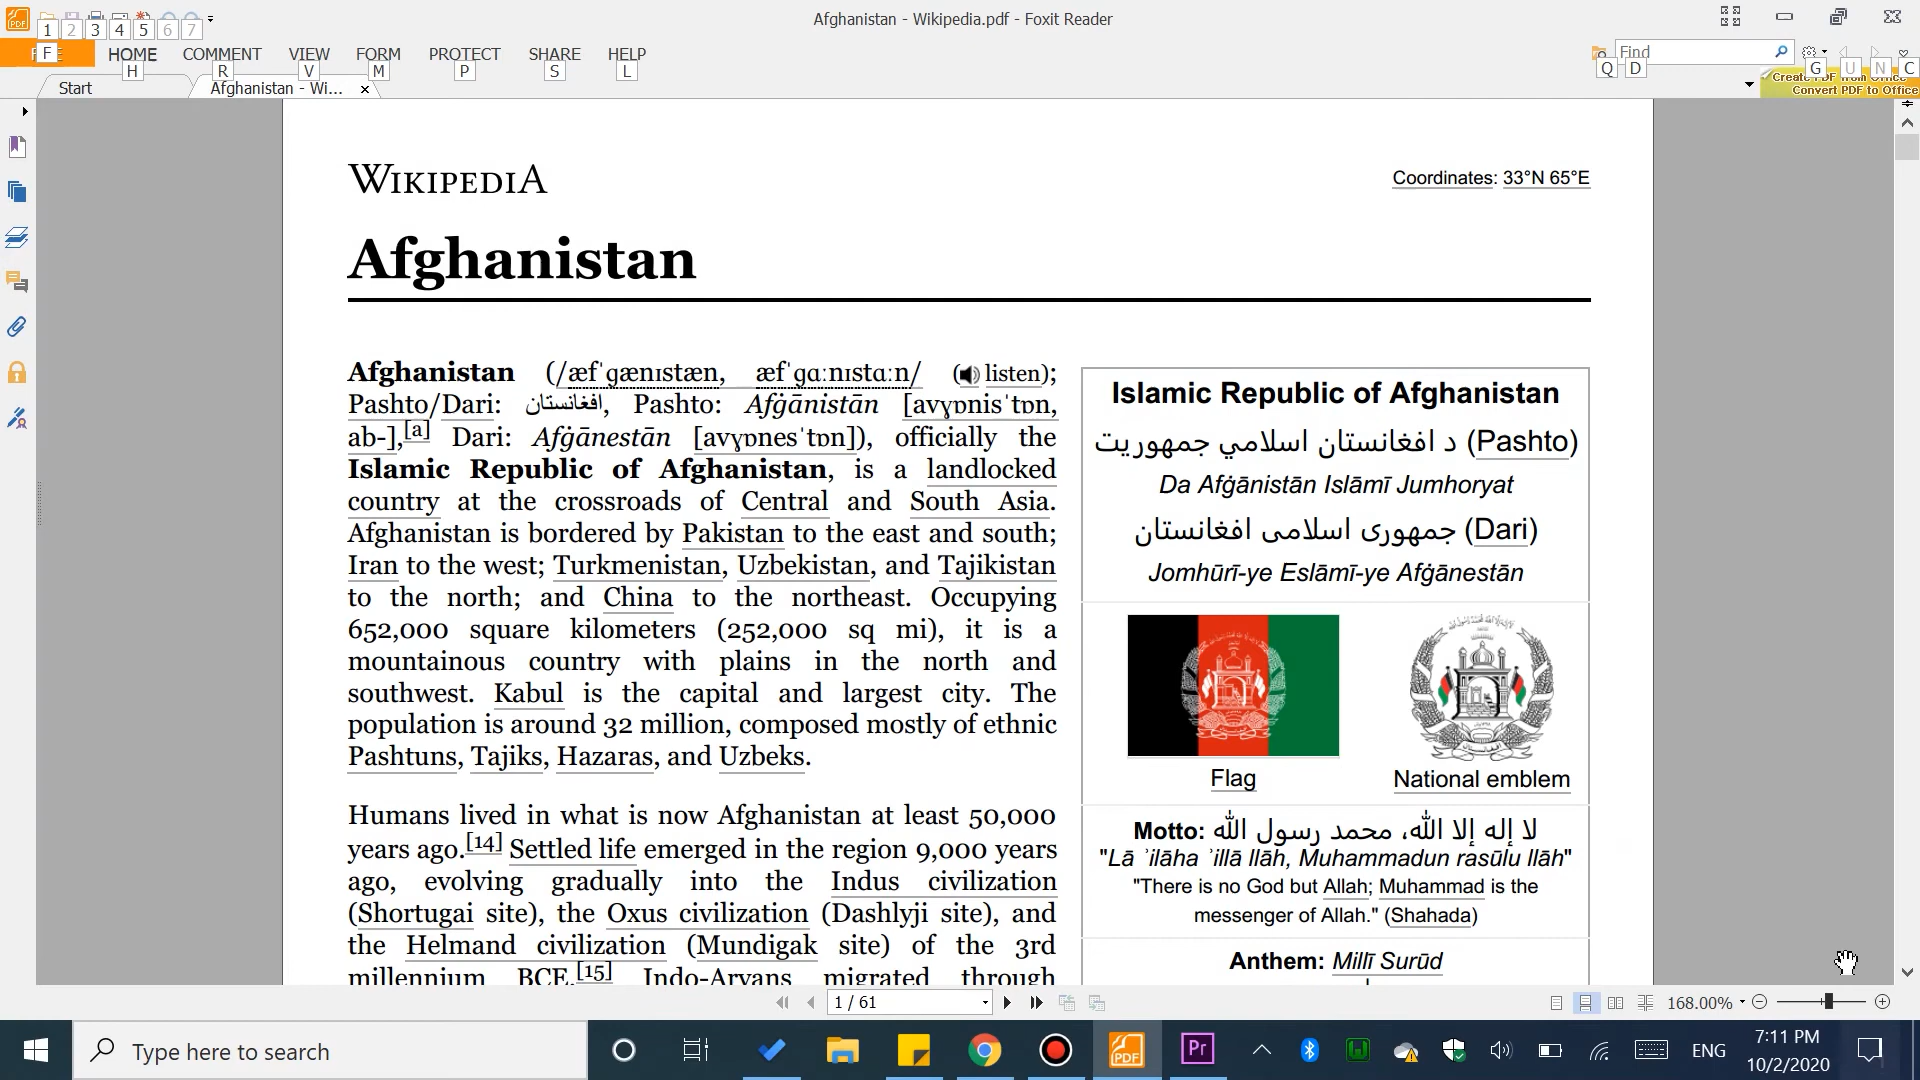 Afghanistan - Wikipedia.pdf - Foxit Reader
1 2 3 4 5 6 7
HOME COMMENT VIEW FORM PROTECT SHARE HELP
Find
F H R V M P S L Q D G U N C
Start
Afghanistan - Wi...
Create PDF from Office
Convert PDF to Office
WIKIPEDIA
Coordinates: 33°N 65°E
Afghanistan
Afghanistan (/æfˈɡænɪstæn, æfˈɡɑːnɪstɑːn/ (listen);
Pashto/Dari: افغانستان, Pashto: Afġānistān [avɣɒnisˈtɒn,
ab-],[a] Dari: Afġānestān [avɣɒnesˈtɒn]), officially the
Islamic Republic of Afghanistan, is a landlocked
country at the crossroads of Central and South Asia.
Afghanistan is bordered by Pakistan to the east and south;
Iran to the west; Turkmenistan, Uzbekistan, and Tajikistan
to the north; and China to the northeast. Occupying
652,000 square kilometers (252,000 sq mi), it is a
mountainous country with plains in the north and
southwest. Kabul is the capital and largest city. The
population is around 32 million, composed mostly of ethnic
Pashtuns, Tajiks, Hazaras, and Uzbeks.
Humans lived in what is now Afghanistan at least 50,000
years ago.[14] Settled life emerged in the region 9,000 years
ago, evolving gradually into the Indus civilization
(Shortugai site), the Oxus civilization (Dashlyji site), and
the Helmand civilization (Mundigak site) of the 3rd
millennium BCE.[15] Indo-Aryans migrated through
Islamic Republic of Afghanistan
د افغانستان اسلامي جمهوریت (Pashto)
Da Afġānistān Islāmī Jumhoryat
جمهوری اسلامی افغانستان (Dari)
Jomhūrī-ye Eslāmī-ye Afġānestān
Flag
National emblem
Motto: لا إله إلا الله، محمد رسول الله
"Lā ʾilāha ʾillā llāh, Muhammadun rasūlu llāh"
"There is no God but Allah; Muhammad is the
messenger of Allah." (Shahada)
Anthem: Millī Surūd
1 / 61
168.00%
Type here to search
ENG
7:11 PM
10/2/2020